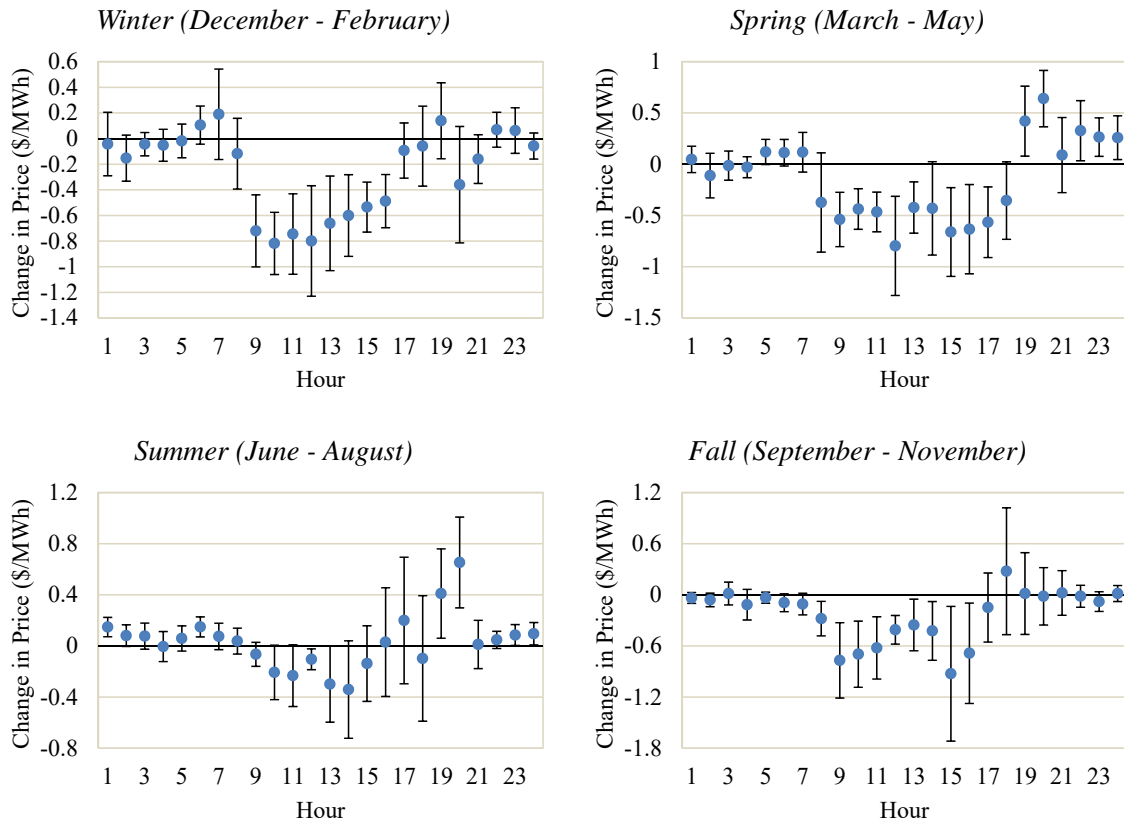 Winter (December - February)
Change in Price ($/MWh)
0.6
0.4
0.2
0
-0.2
-0.4
-0.6
-0.8
-1
-1.2
-1.4
1 3 5 7 9 11 13 15 17 19 21 23
Hour
Spring (March - May)
Change in Price ($/MWh)
1
0.5
0
-0.5
-1
-1.5
1 3 5 7 9 11 13 15 17 19 21 23
Hour
Summer (June - August)
Change in Price ($/MWh)
1.2
0.8
0.4
0
-0.4
-0.8
1 3 5 7 9 11 13 15 17 19 21 23
Hour
Fall (September - November)
Change in Price ($/MWh)
1.2
0.6
0
-0.6
-1.2
-1.8
1 3 5 7 9 11 13 15 17 19 21 23
Hour